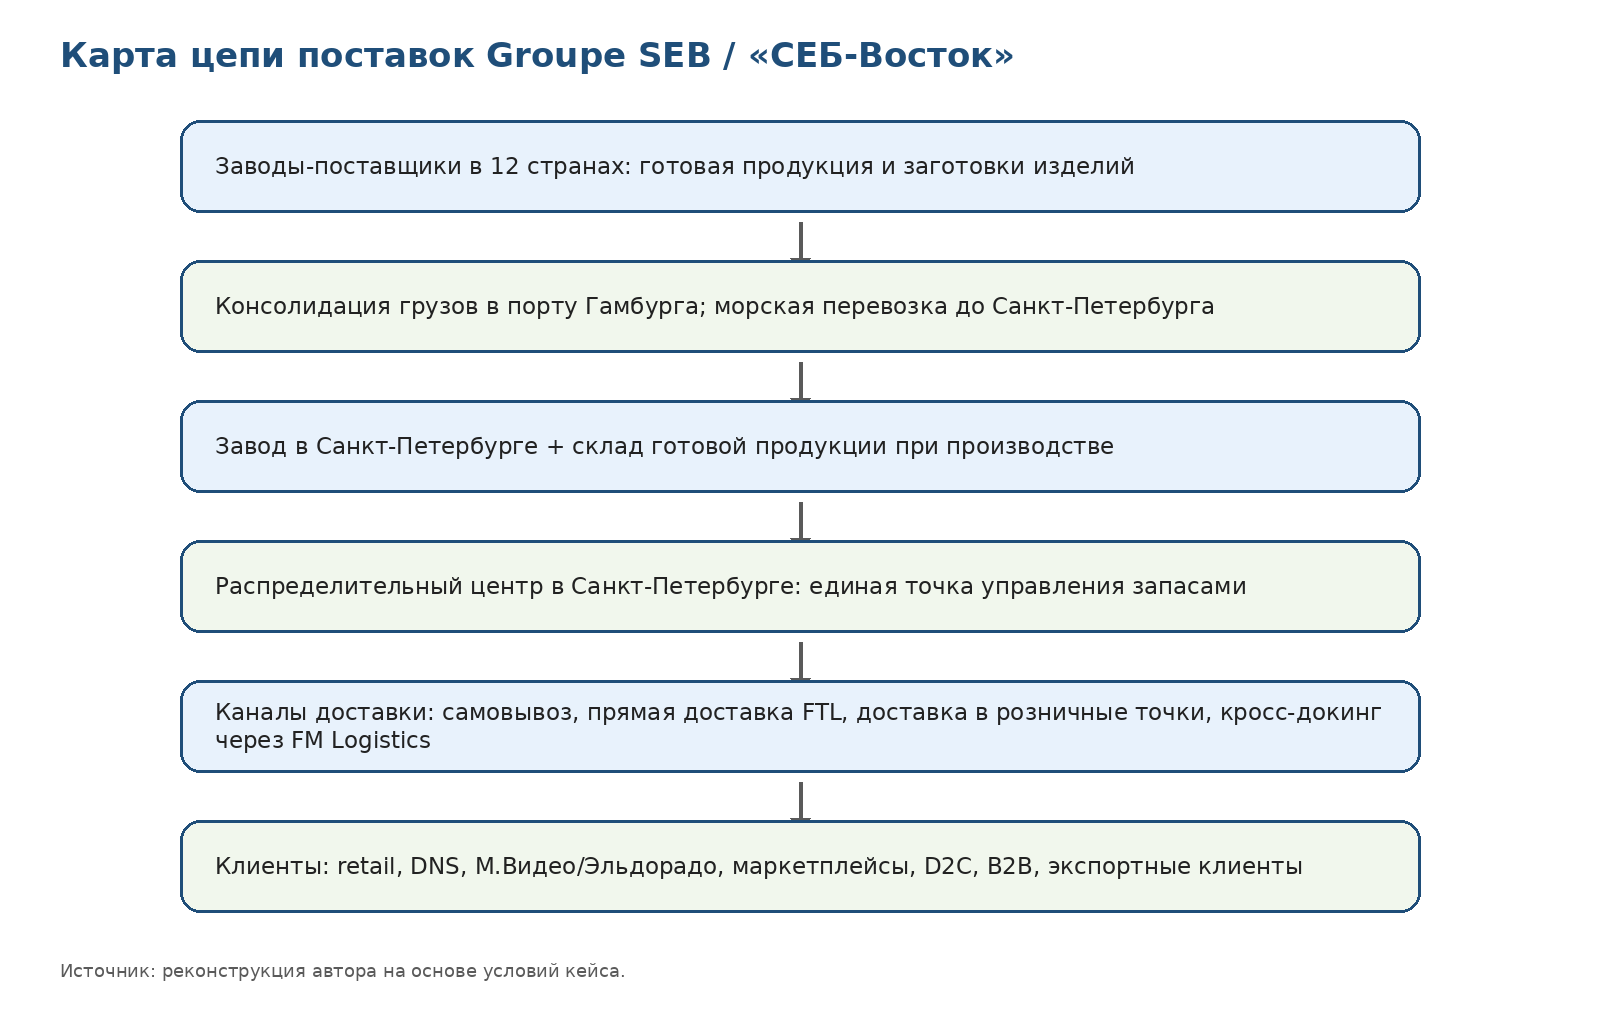 Карта цепи поставок Groupe SEB / «СЕБ-Восток»
Заводы-поставщики в 12 странах: готовая продукция и заготовки изделий
Консолидация грузов в порту Гамбурга; морская перевозка до Санкт-Петербурга
Завод в Санкт-Петербурге + склад готовой продукции при производстве
Распределительный центр в Санкт-Петербурге: единая точка управления запасами
Каналы доставки: самовывоз, прямая доставка FTL, доставка в розничные точки, кросс-докинг
через FM Logistics
Клиенты: retail, DNS, М.Видео/Эльдорадо, маркетплейсы, D2C, B2B, экспортные клиенты
Источник: реконструкция автора на основе условий кейса.